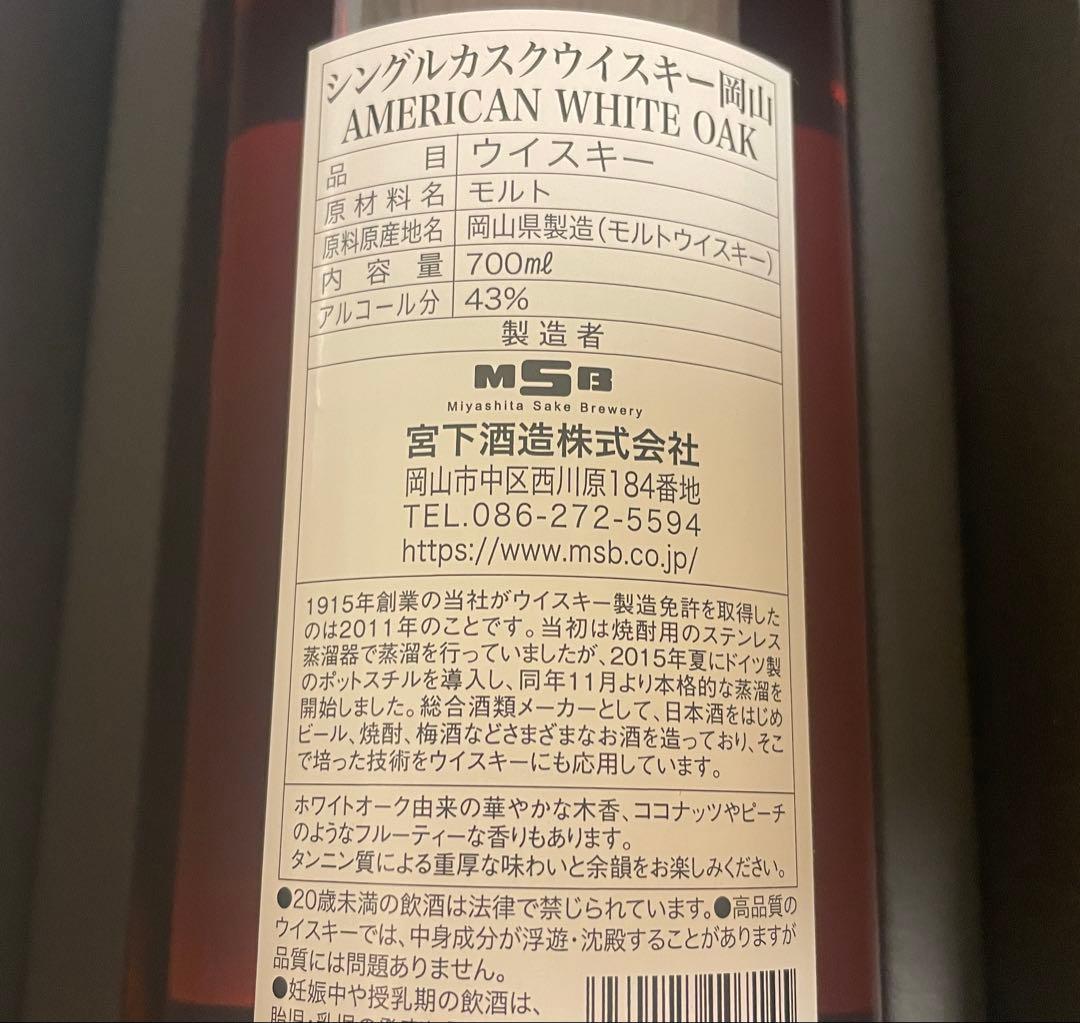 シングルカスクウイスキー岡山
AMERICAN WHITE OAK
品目 ウイスキー
原材料名 モルト
原料原産地名 岡山県製造(モルトウイスキー)
内容量 700㎖
アルコール分 43%
製造者
MSB
Miyashita Sake Brewery
宮下酒造株式会社
岡山市中区西川原184番地
TEL.086-272-5594
https://www.msb.co.jp/
1915年創業の当社がウイスキー製造免許を取得した
のは2011年のことです。当初は焼酎用のステンレス
蒸溜器で蒸溜を行っていましたが、2015年夏にドイツ製
のポットスチルを導入し、同年11月より本格的な蒸溜を
開始しました。総合酒類メーカーとして、日本酒をはじめ
ビール、焼酎、梅酒などさまざまなお酒を造っており、そこ
で培った技術をウイスキーにも応用しています。
ホワイトオーク由来の華やかな木香、ココナッツやピーチ
のようなフルーティーな香りもあります。
タンニン質による重厚な味わいと余韻をお楽しみください。
●20歳未満の飲酒は法律で禁じられています。●高品質の
ウイスキーでは、中身成分が浮遊・沈殿することがありますが
品質には問題ありません。
●妊娠中や授乳期の飲酒は、
胎児・乳児の